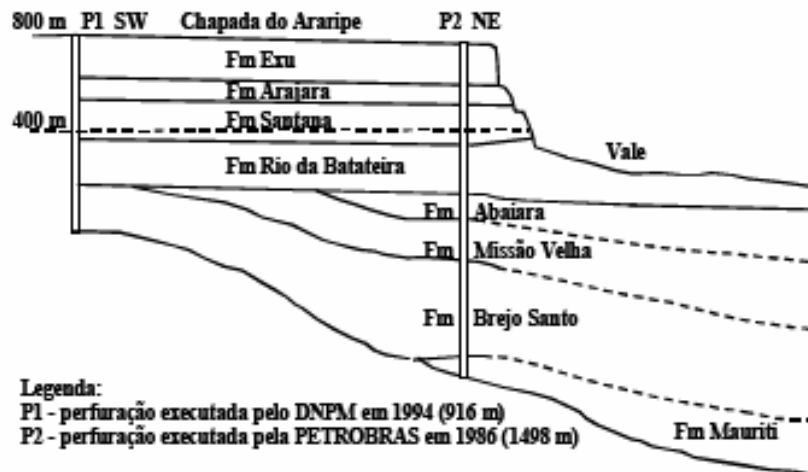 800 m P1 SW Chapada do Araripe P2 NE
Fm Exu
Fm Arajara
400 m Fm Santana
Vale
Fm Rio da Batateira
Fm Abaiara
Fm Missão Velha
Fm Brejo Santo
Legenda:
P1 - perfuração executada pelo DNPM em 1994 (916 m)
P2 - perfuração executada pela PETROBRAS em 1986 (1498 m)
Fm Mauriti